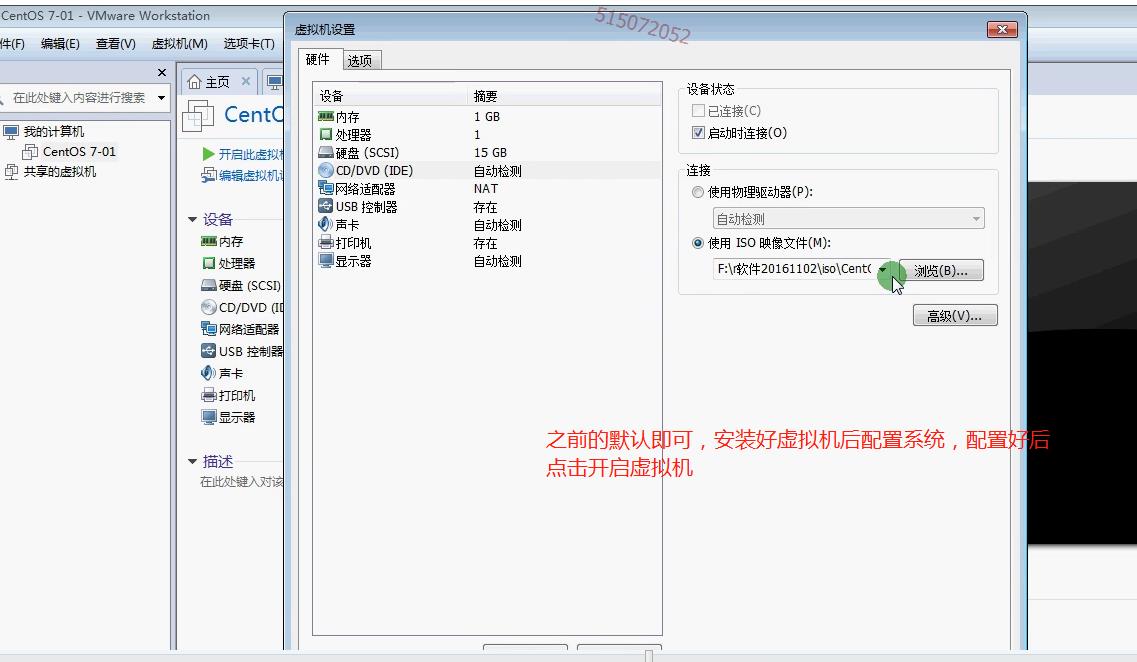 CentOS 7-01 - VMware Workstation
件(F) 编辑(E) 查看(V) 虚拟机(M) 选项卡(T)
在此处键入内容进行搜索
我的计算机
CentOS 7-01
共享的虚拟机
主页
CentO
开启此虚拟机
编辑虚拟机设
设备
内存
处理器
硬盘 (SCSI)
CD/DVD (ID
网络适配器
USB 控制器
声卡
打印机
显示器
描述
在此处键入对该
虚拟机设置
515072052
硬件 选项
设备 摘要
内存 1 GB
处理器 1
硬盘 (SCSI) 15 GB
CD/DVD (IDE) 自动检测
网络适配器 NAT
USB 控制器 存在
声卡 自动检测
打印机 存在
显示器 自动检测
设备状态
已连接(C)
启动时连接(O)
连接
使用物理驱动器(P):
自动检测
使用 ISO 映像文件(M):
F:\r软件20161102\iso\Cent( 浏览(B)...
高级(V)...
之前的默认即可，安装好虚拟机后配置系统，配置好后
点击开启虚拟机